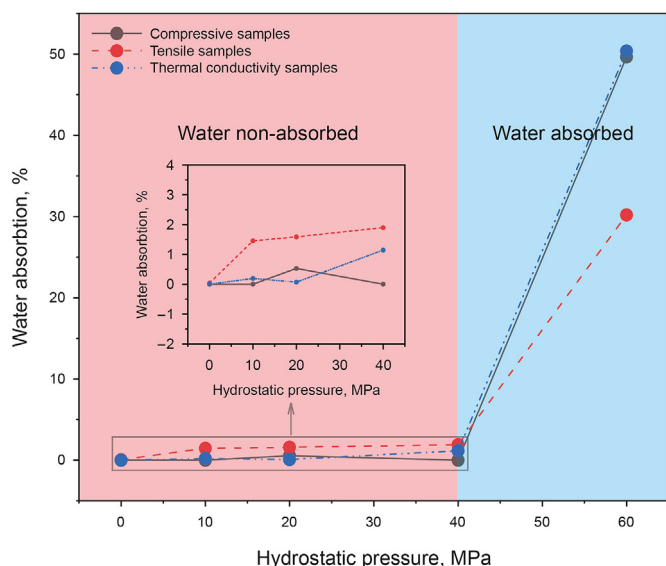 Compressive samples
Tensile samples
Thermal conductivity samples
Water non-absorbed
Water absorbed
Water absorbtion, %
50
40
30
20
10
0
Water absorbtion, %
4
3
2
1
0
−1
−2
0 10 20 30 40
Hydrostatic pressure, MPa
0 10 20 30 40 50 60
Hydrostatic pressure, MPa